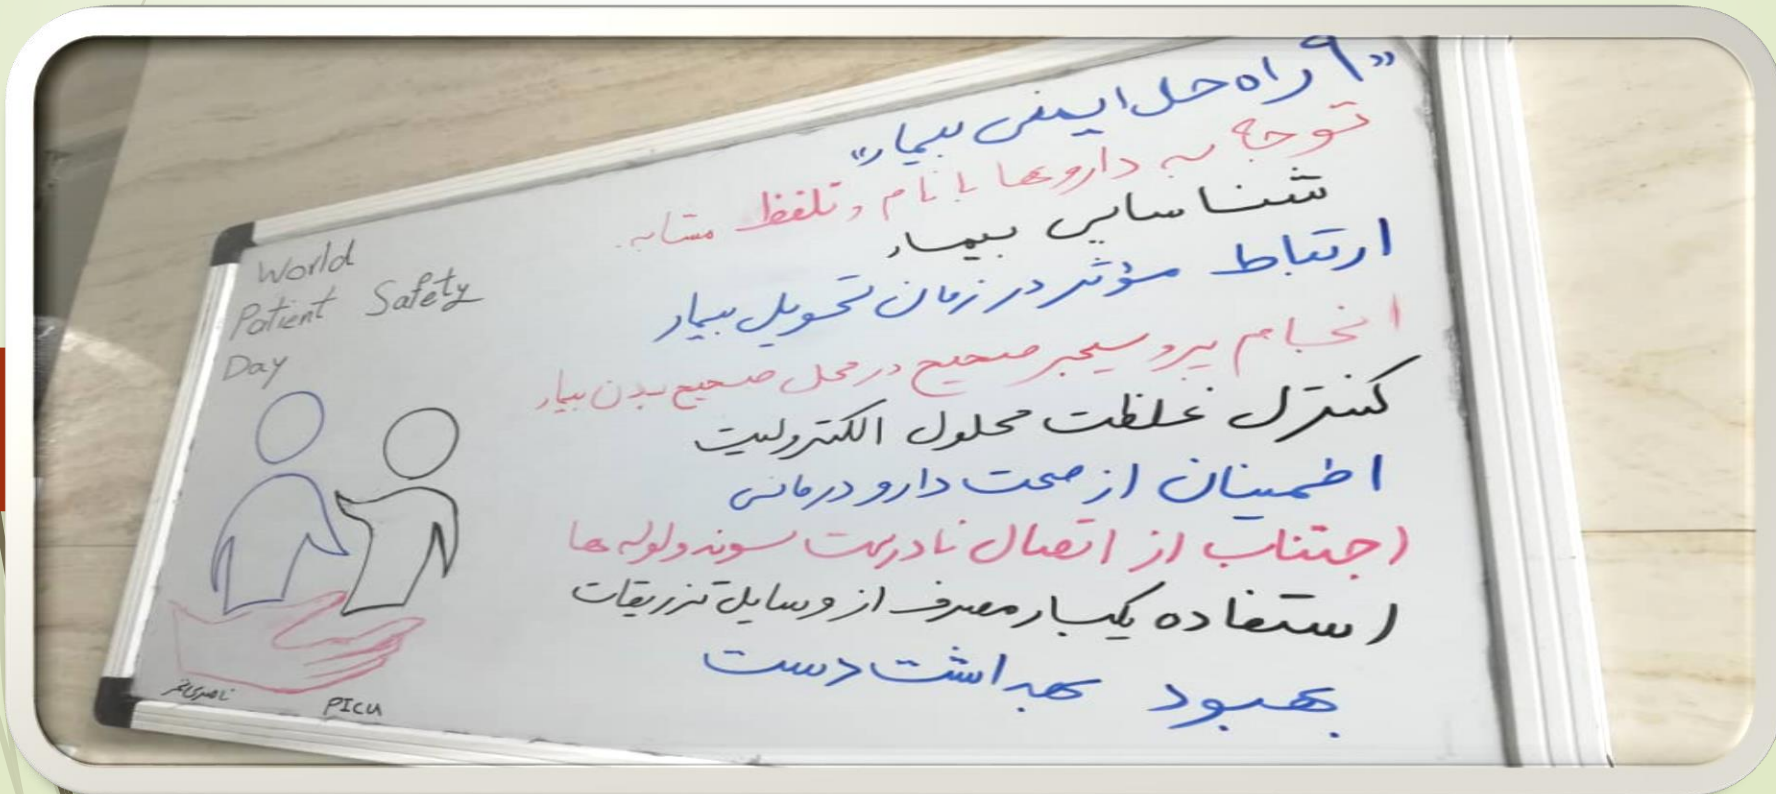 «۹ راه حل ایمنی بیمار»
توجه به داروها با نام و تلفظ مشابه.
شناسایی بیمار
ارتباط مؤثر در زمان تحویل بیمار
انجام پروسیجر صحیح در محل صحیح بدن بیمار
کنترل غلظت محلول الکترولیت
اطمینان از صحت دارو درمانی
اجتناب از اتصال نادرست سوند و لوله ها
استفاده یکبار مصرف از وسایل تزریقات
بهبود بهداشت دست
World
Patient Safety
Day
PICU